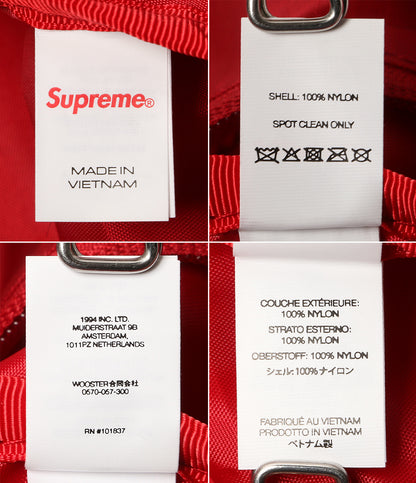 Supreme®
MADE IN
VIETNAM
SHELL: 100% NYLON
SPOT CLEAN ONLY
1994 INC. LTD.
MUIDERSTRAAT 9B
AMSTERDAM,
1011PZ NETHERLANDS
WOOSTER合同会社
0570-057-300
RN #101837
COUCHE EXTÉRIEURE:
100% NYLON
STRATO ESTERNO:
100% NYLON
OBERSTOFF: 100% NYLON
シェル: 100% ナイロン
FABRIQUÉ AU VIETNAM
PRODOTTO IN VIETNAM
ベトナム製